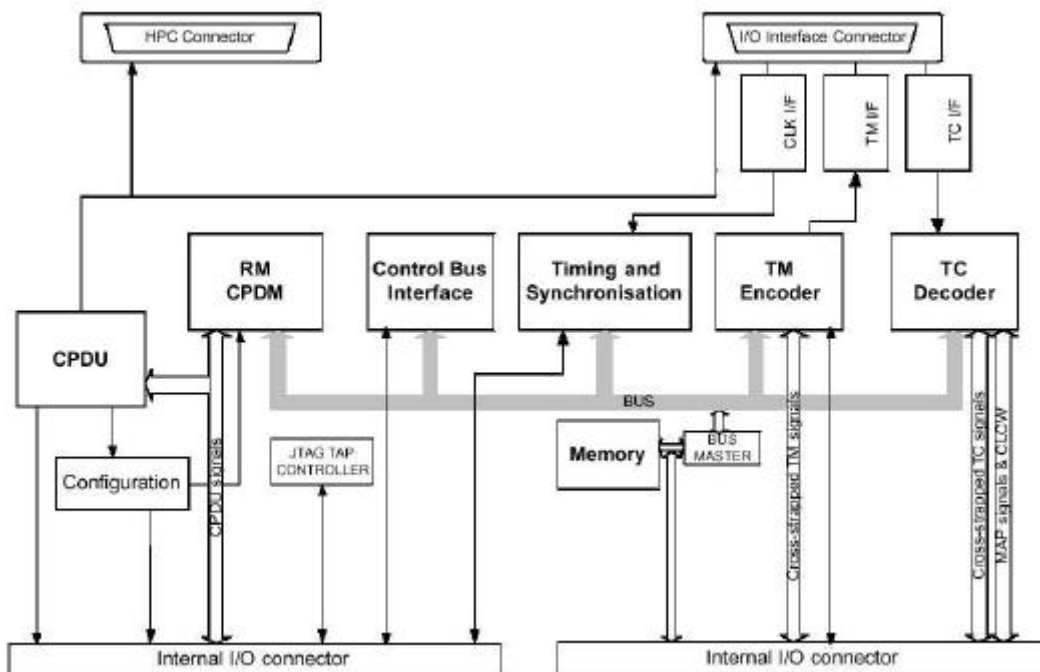 HPC Connector
I/O Interface Connector
CLK I/F
TM I/F
TC I/F
RM
CPDM
Control Bus
Interface
Timing and
Synchronisation
TM
Encoder
TC
Decoder
CPDU
BUS
JTAG TAP
CONTROLLER
Memory
BUS
MASTER
Configuration
CPDU signals
Cross-strapped TM signals
Cross-strapped TC signals
MAP signals & CLCW
Internal I/O connector
Internal I/O connector